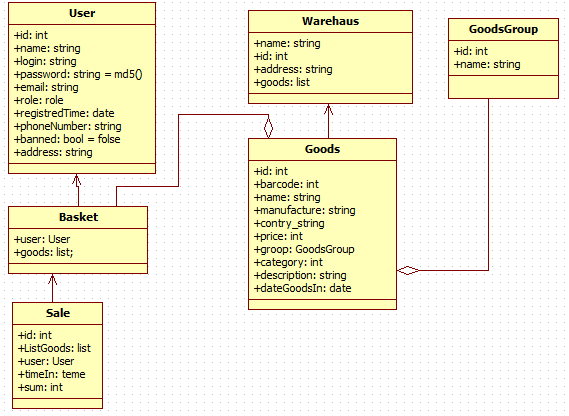 User
+id: int
+name: string
+login: string
+password: string = md5()
+email: string
+role: role
+registredTime: date
+phoneNumber: string
+banned: bool = folse
+address: string
Warehaus
+name: string
+id: int
+address: string
+goods: list
GoodsGroup
+id: int
+name: string
Goods
+id: int
+barcode: int
+name: string
+manufacture: string
+contry_string
+price: int
+groop: GoodsGroup
+category: int
+description: string
+dateGoodsIn: date
Basket
+user: User
+goods: list;
Sale
+id: int
+ListGoods: list
+user: User
+timeIn: teme
+sum: int